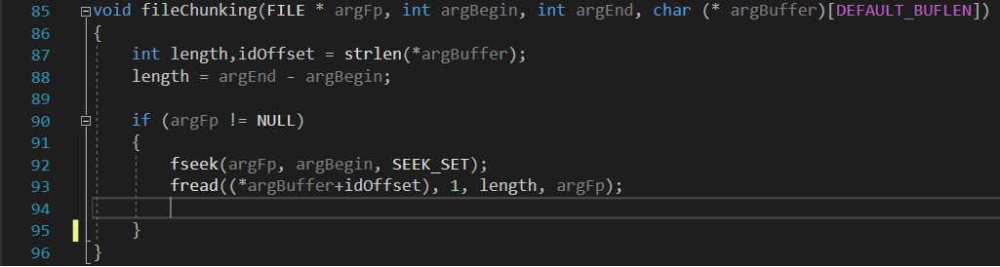 85 void fileChunking(FILE * argFp, int argBegin, int argEnd, char (* argBuffer)[DEFAULT_BUFLEN])
86 {
87 int length,idOffset = strlen(*argBuffer);
88 length = argEnd - argBegin;
89
90 if (argFp != NULL)
91 {
92 fseek(argFp, argBegin, SEEK_SET);
93 fread((*argBuffer+idOffset), 1, length, argFp);
94
95 }
96 }